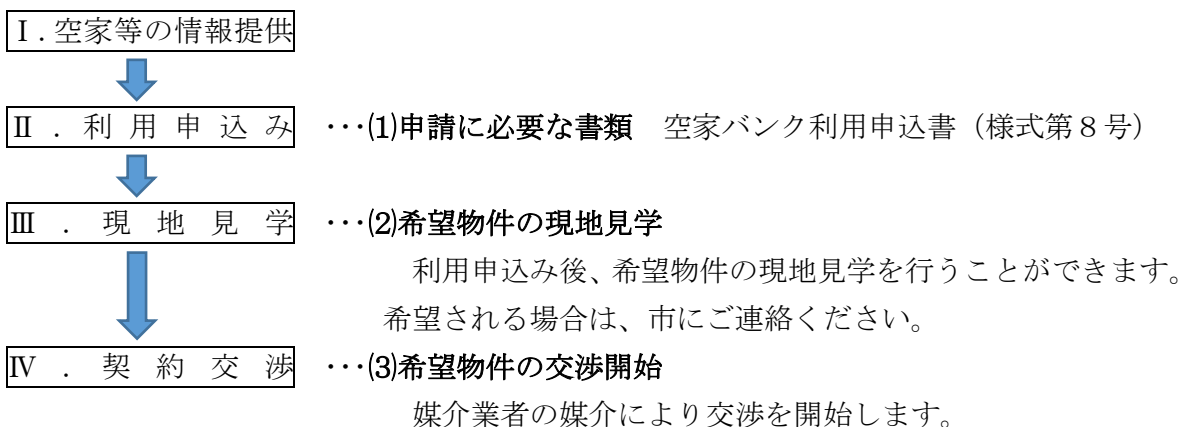 Ⅰ.空家等の情報提供
Ⅱ.利用申込み ･･･⑴申請に必要な書類 空家バンク利用申込書(様式第8号)
Ⅲ.現地見学 ･･･⑵希望物件の現地見学
利用申込み後、希望物件の現地見学を行うことができます。
希望される場合は、市にご連絡ください。
Ⅳ.契約交渉 ･･･⑶希望物件の交渉開始
媒介業者の媒介により交渉を開始します。